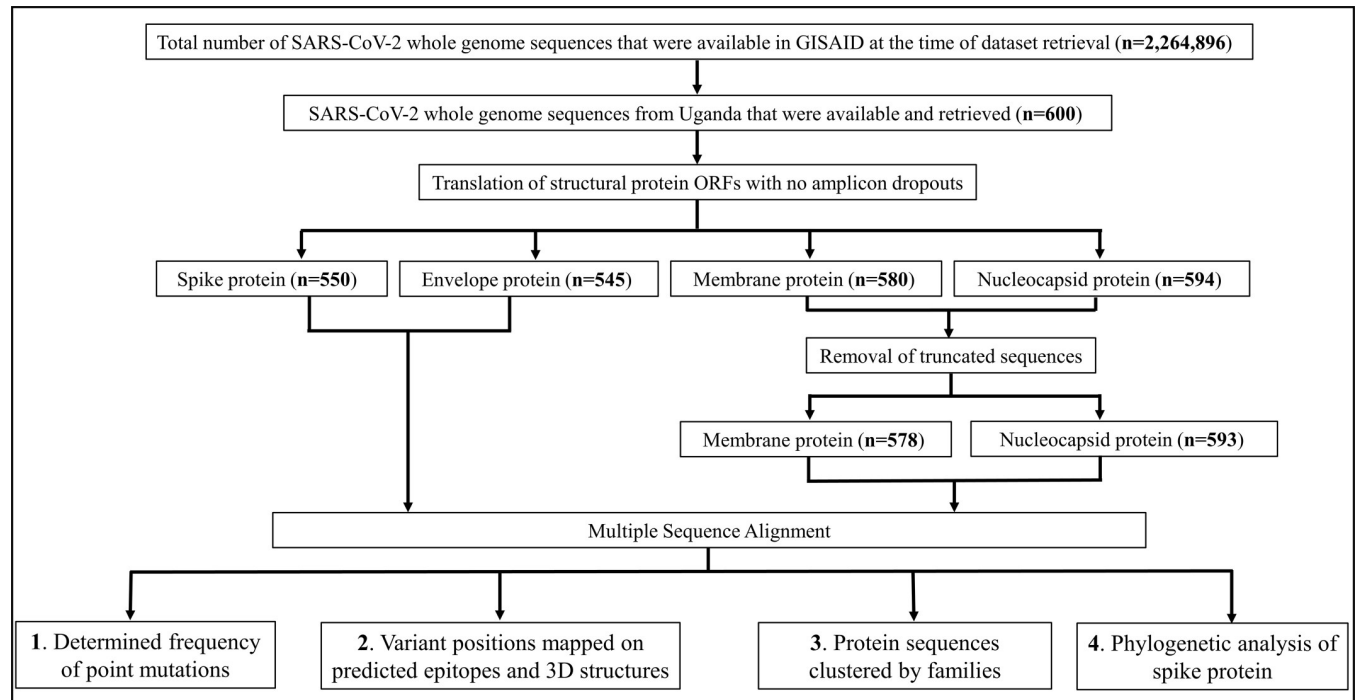 Total number of SARS-CoV-2 whole genome sequences that were available in GISAID at the time of dataset retrieval (n=2,264,896)
SARS-CoV-2 whole genome sequences from Uganda that were available and retrieved (n=600)
Translation of structural protein ORFs with no amplicon dropouts
Spike protein (n=550)
Envelope protein (n=545)
Membrane protein (n=580)
Nucleocapsid protein (n=594)
Removal of truncated sequences
Membrane protein (n=578)
Nucleocapsid protein (n=593)
Multiple Sequence Alignment
1. Determined frequency
of point mutations
2. Variant positions mapped on
predicted epitopes and 3D structures
3. Protein sequences
clustered by families
4. Phylogenetic analysis of
spike protein